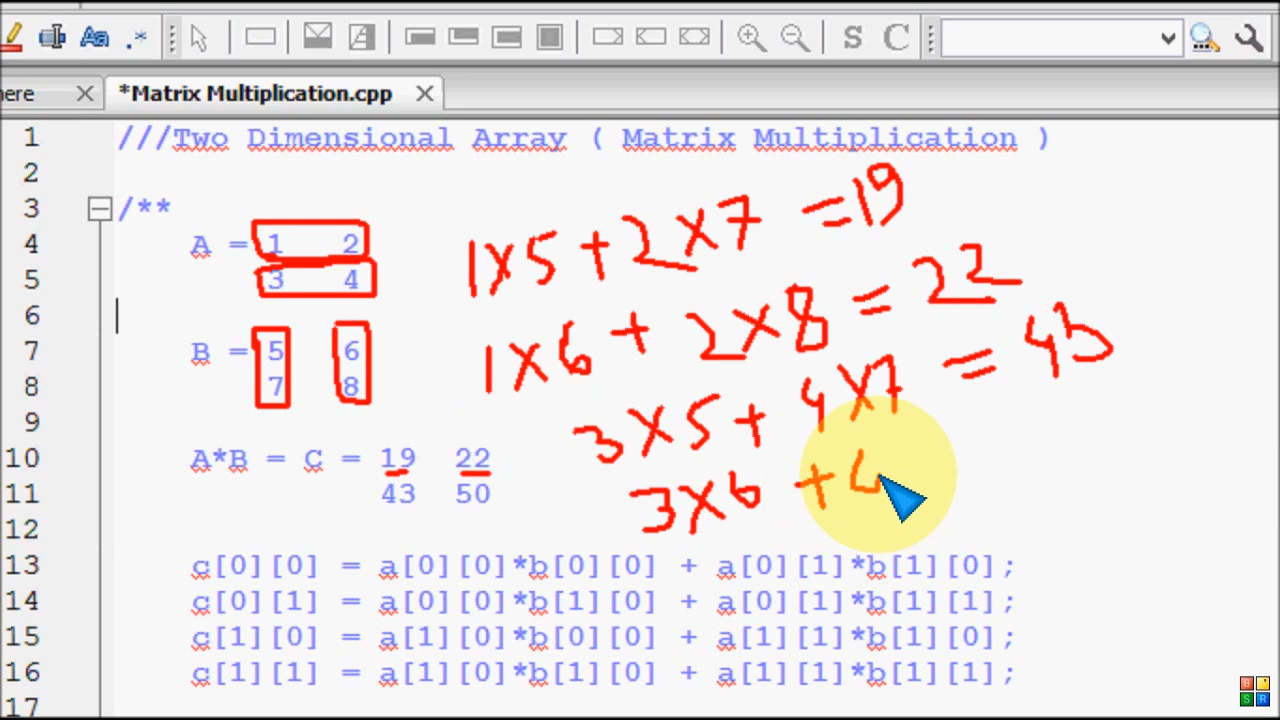 S C
ere
*Matrix Multiplication.cpp
1 ///Two Dimensional Array ( Matrix Multiplication )
2
3 /**
4 A = 1 2
5 3 4
6
7 B = 5 6
8 7 8
9
10 A*B = C = 19 22
11 43 50
12
13 c[0][0] = a[0][0]*b[0][0] + a[0][1]*b[1][0];
14 c[0][1] = a[0][0]*b[1][0] + a[0][1]*b[1][1];
15 c[1][0] = a[1][0]*b[0][0] + a[1][1]*b[1][0];
16 c[1][1] = a[1][0]*b[1][0] + a[1][1]*b[1][1];
17
1x5 + 2x7 = 19
1x6 + 2x8 = 22
3x5 + 4x7 = 43
3x6 +